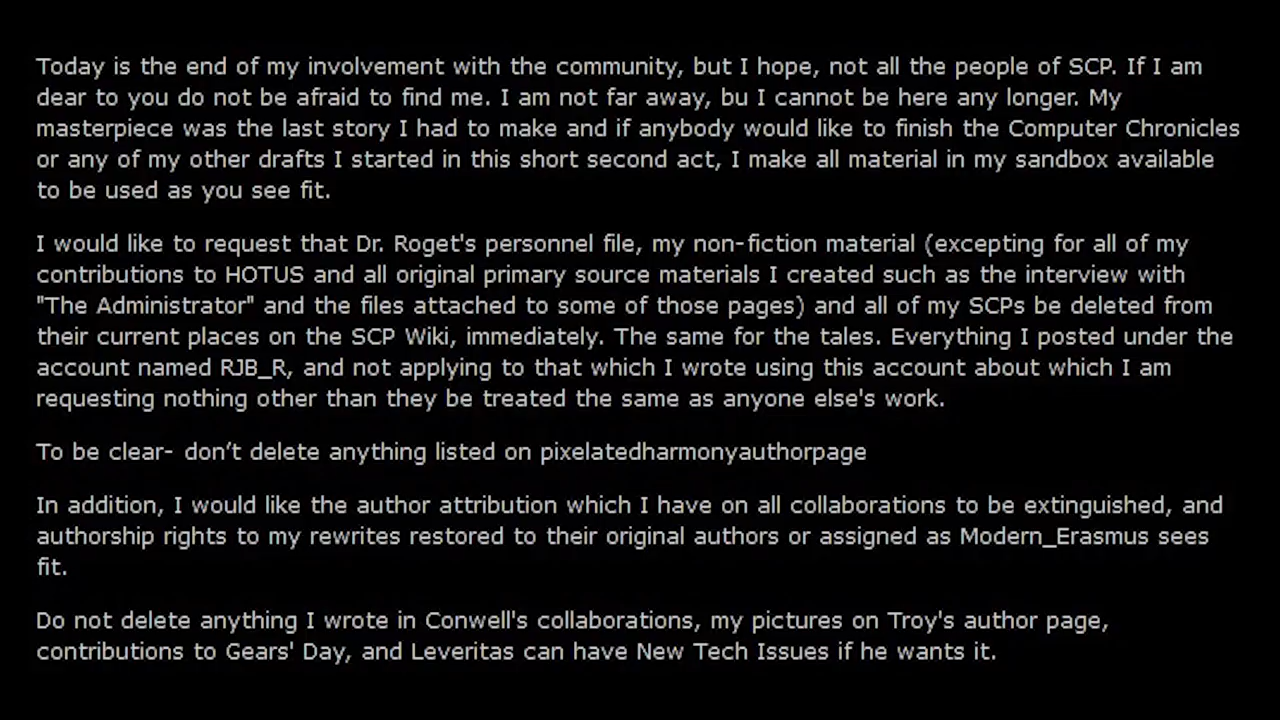 Today is the end of my involvement with the community, but I hope, not all the people of SCP. If I am
dear to you do not be afraid to find me. I am not far away, bu I cannot be here any longer. My
masterpiece was the last story I had to make and if anybody would like to finish the Computer Chronicles
or any of my other drafts I started in this short second act, I make all material in my sandbox available
to be used as you see fit.
I would like to request that Dr. Roget's personnel file, my non-fiction material (excepting for all of my
contributions to HOTUS and all original primary source materials I created such as the interview with
"The Administrator" and the files attached to some of those pages) and all of my SCPs be deleted from
their current places on the SCP Wiki, immediately. The same for the tales. Everything I posted under the
account named RJB_R, and not applying to that which I wrote using this account about which I am
requesting nothing other than they be treated the same as anyone else's work.
To be clear- don’t delete anything listed on pixelatedharmonyauthorpage
In addition, I would like the author attribution which I have on all collaborations to be extinguished, and
authorship rights to my rewrites restored to their original authors or assigned as Modern_Erasmus sees
fit.
Do not delete anything I wrote in Conwell's collaborations, my pictures on Troy's author page,
contributions to Gears' Day, and Leveritas can have New Tech Issues if he wants it.